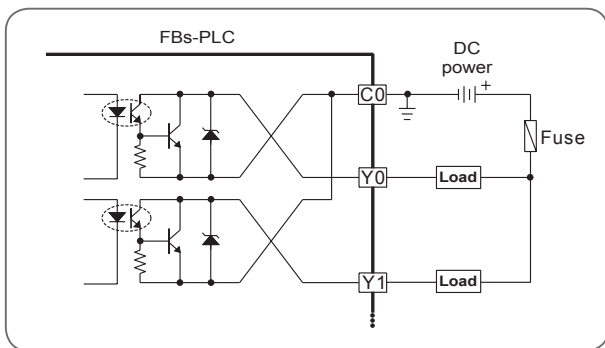 FBs-PLC
DC
power
+
C0
Fuse
Y0
Load
Y1
Load